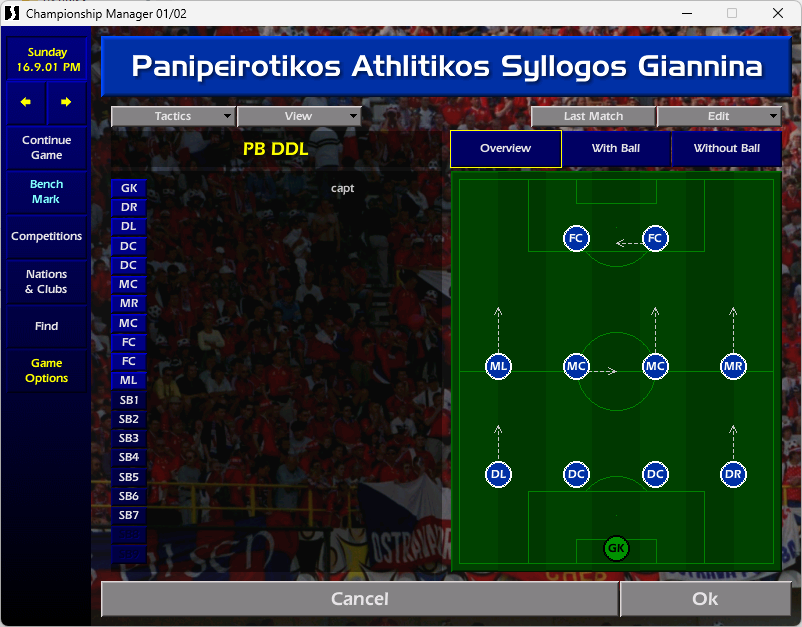 Championship Manager 01/02
Sunday
16.9.01 PM
Panipeirotikos Athlitikos Syllogos Giannina
Continue
Game
Bench
Mark
Competitions
Nations
& Clubs
Find
Game
Options
Tactics
View
Last Match
Edit
PB DDL
Overview
With Ball
Without Ball
GK capt
DR
DL
DC
DC
MC
MR
MC
FC
FC
ML
SB1
SB2
SB3
SB4
SB5
SB6
SB7
FC FC
ML MC MC MR
DL DC DC DR
GK
OSTRAVA
Cancel
Ok